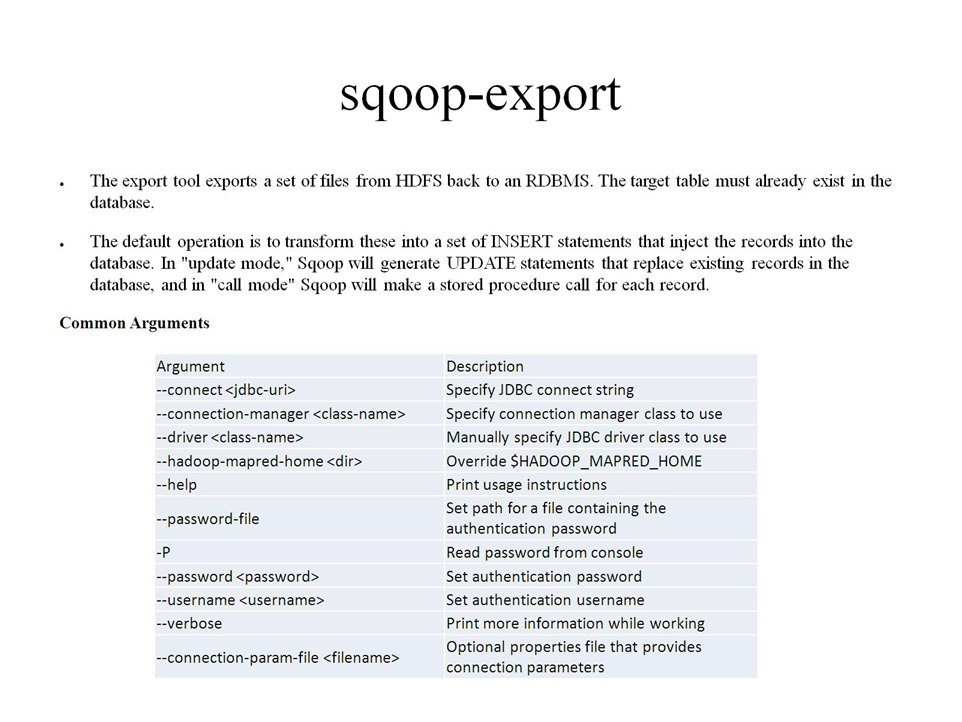 sqoop-export
● The export tool exports a set of files from HDFS back to an RDBMS. The target table must already exist in the
database.
● The default operation is to transform these into a set of INSERT statements that inject the records into the
database. In "update mode," Sqoop will generate UPDATE statements that replace existing records in the
database, and in "call mode" Sqoop will make a stored procedure call for each record.
Common Arguments
Argument Description
--connect <jdbc-uri> Specify JDBC connect string
--connection-manager <class-name> Specify connection manager class to use
--driver <class-name> Manually specify JDBC driver class to use
--hadoop-mapred-home <dir> Override $HADOOP_MAPRED_HOME
--help Print usage instructions
--password-file Set path for a file containing the
authentication password
-P Read password from console
--password <password> Set authentication password
--username <username> Set authentication username
--verbose Print more information while working
--connection-param-file <filename> Optional properties file that provides
connection parameters